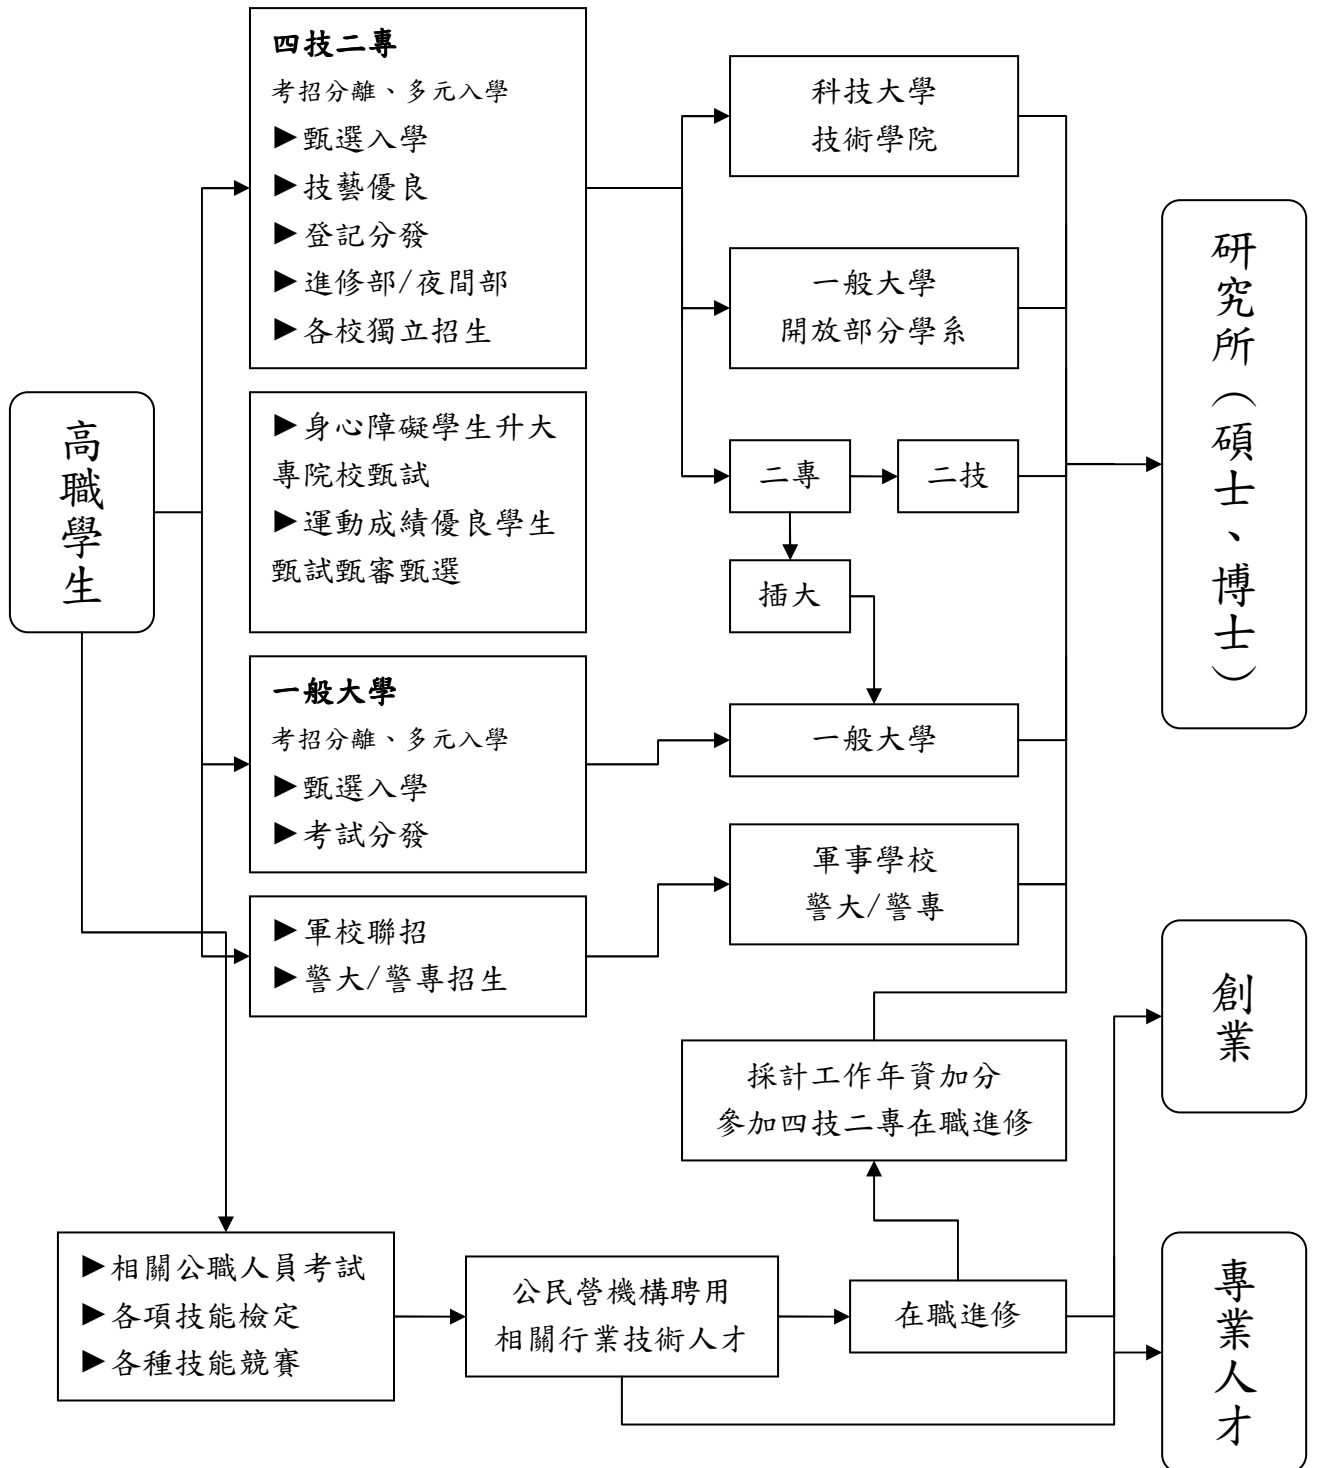 高職學生
四技二專
考招分離、多元入學
▶甄選入學
▶技藝優良
▶登記分發
▶進修部/夜間部
▶各校獨立招生
▶身心障礙學生升大
專院校甄試
▶運動成績優良學生
甄試甄審甄選
一般大學
考招分離、多元入學
▶甄選入學
▶考試分發
▶軍校聯招
▶警大/警專招生
科技大學
技術學院
一般大學
開放部分學系
二專
二技
插大
一般大學
軍事學校
警大/警專
採計工作年資加分
參加四技二專在職進修
▶相關公職人員考試
▶各項技能檢定
▶各種技能競賽
公民營機構聘用
相關行業技術人才
在職進修
研究所（碩士、博士）
創業
專業人才